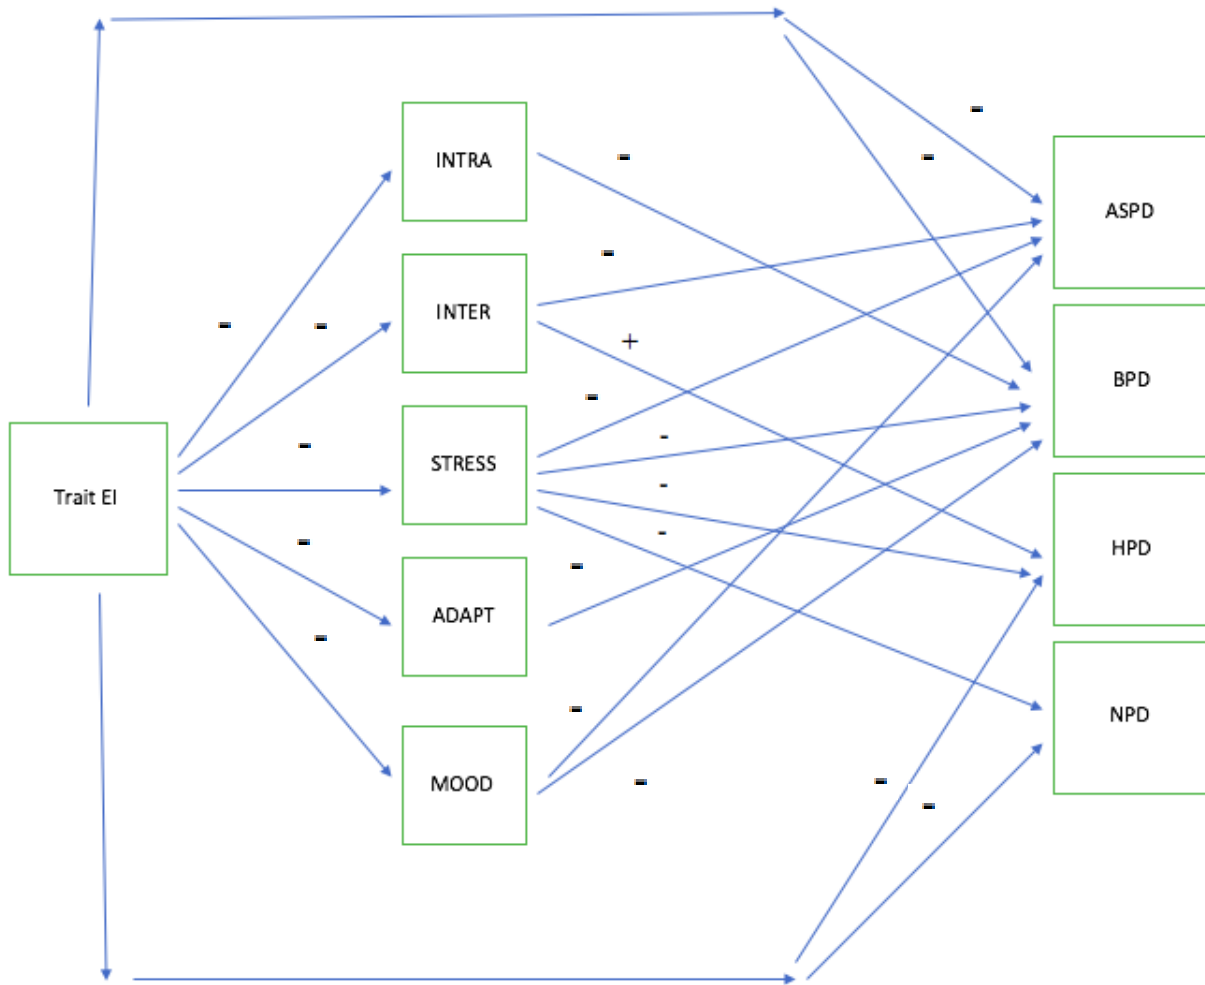 -
INTRA
-
-
ASPD
-
INTER
-
-
+
BPD
-
-
-
STRESS
-
Trait EI
-
-
HPD
-
ADAPT
-
-
NPD
MOOD
-
-
-